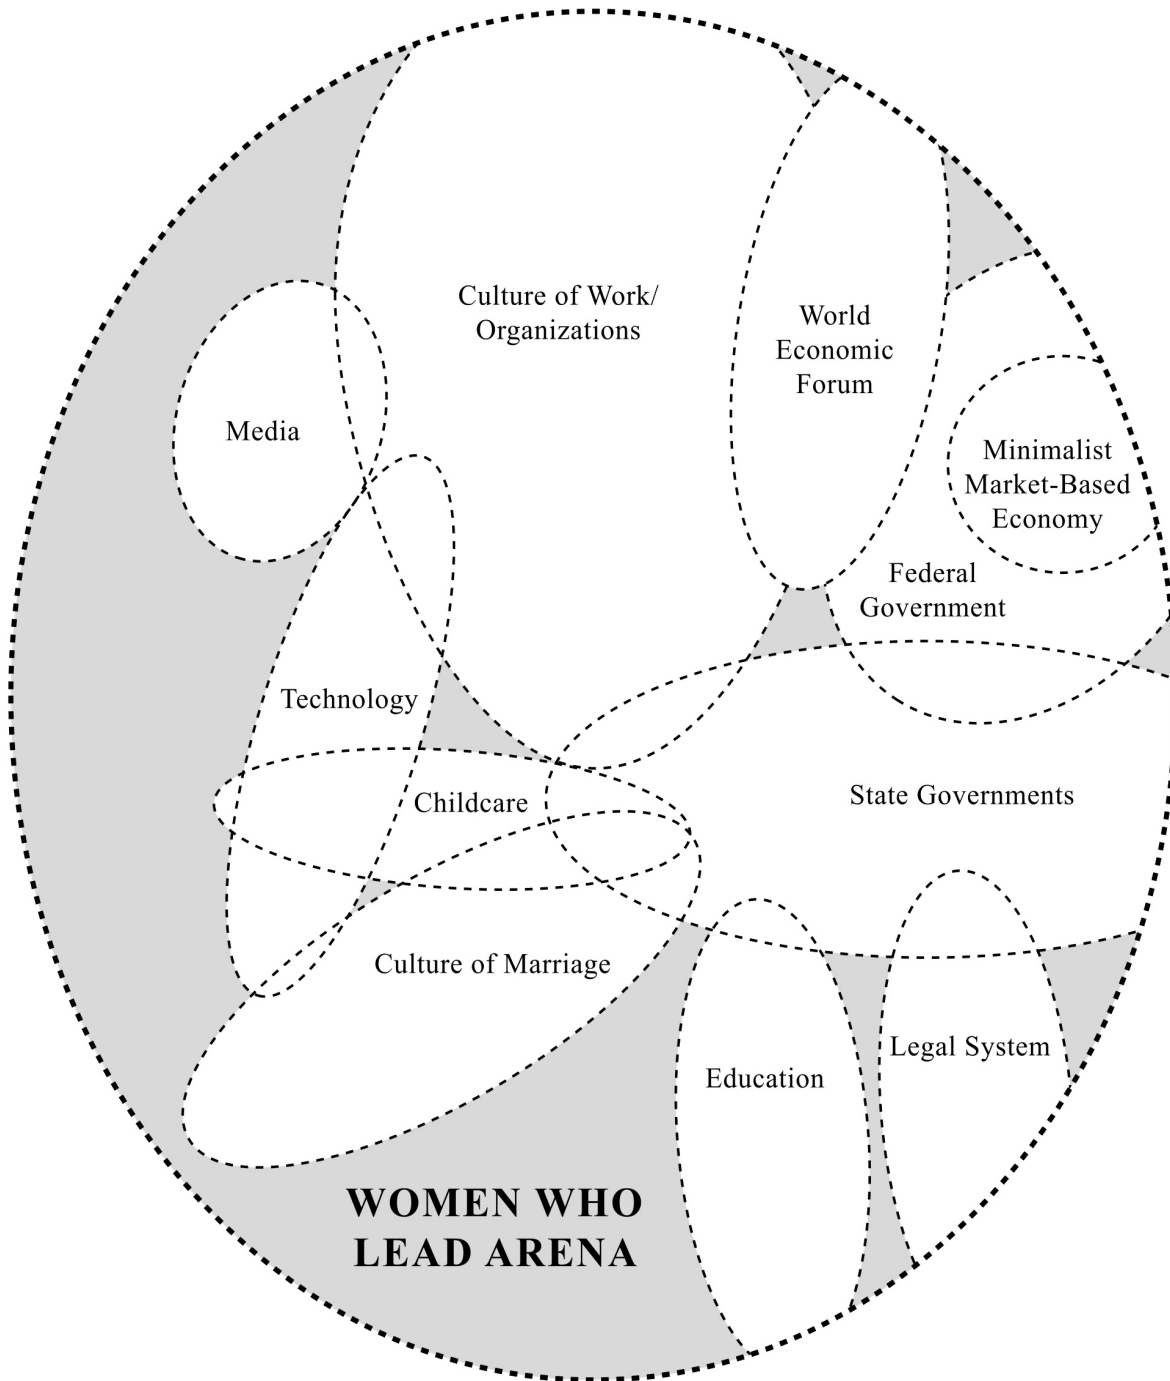 Culture of Work/
Organizations
World
Economic
Forum
Media
Minimalist
Market-Based
Economy
Federal
Government
Technology
Childcare
State Governments
Culture of Marriage
Legal System
Education
WOMEN WHO
LEAD ARENA